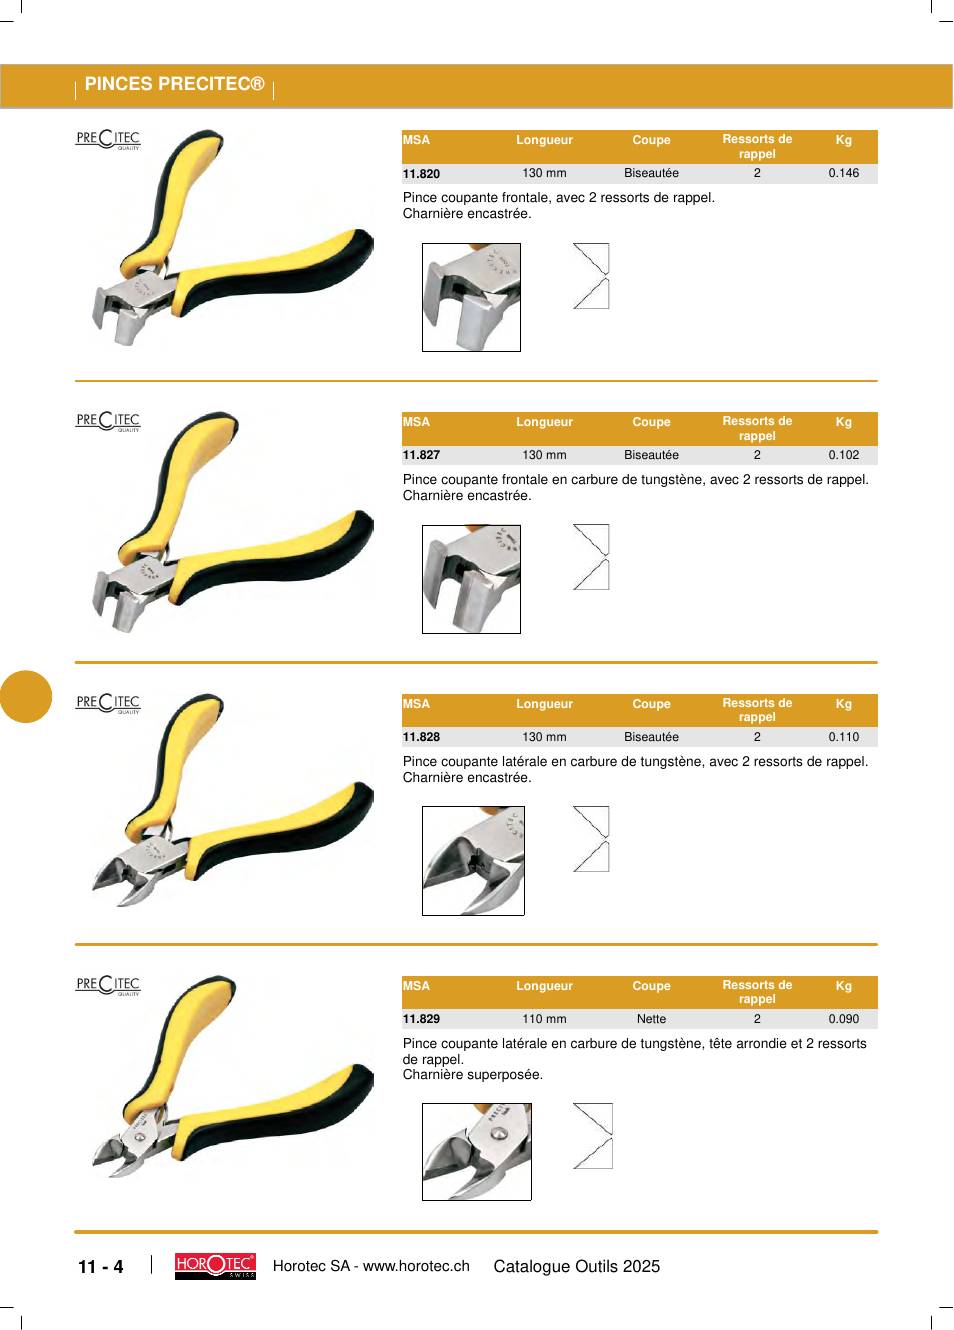 PINCES PRECITEC®
PRECITEC
QUALITY
MSA Longueur Coupe Ressorts de rappel Kg
11.820 130 mm Biseautée 2 0.146
Pince coupante frontale, avec 2 ressorts de rappel.
Charnière encastrée.
PRECITEC
QUALITY
MSA Longueur Coupe Ressorts de rappel Kg
11.827 130 mm Biseautée 2 0.102
Pince coupante frontale en carbure de tungstène, avec 2 ressorts de rappel.
Charnière encastrée.
PRECITEC
QUALITY
MSA Longueur Coupe Ressorts de rappel Kg
11.828 130 mm Biseautée 2 0.110
Pince coupante latérale en carbure de tungstène, avec 2 ressorts de rappel.
Charnière encastrée.
PRECITEC
QUALITY
MSA Longueur Coupe Ressorts de rappel Kg
11.829 110 mm Nette 2 0.090
Pince coupante latérale en carbure de tungstène, tête arrondie et 2 ressorts
de rappel.
Charnière superposée.
11 - 4
HOROTEC®
SWISS
Horotec SA - www.horotec.ch Catalogue Outils 2025